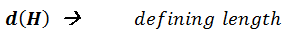 d(H) → defining length